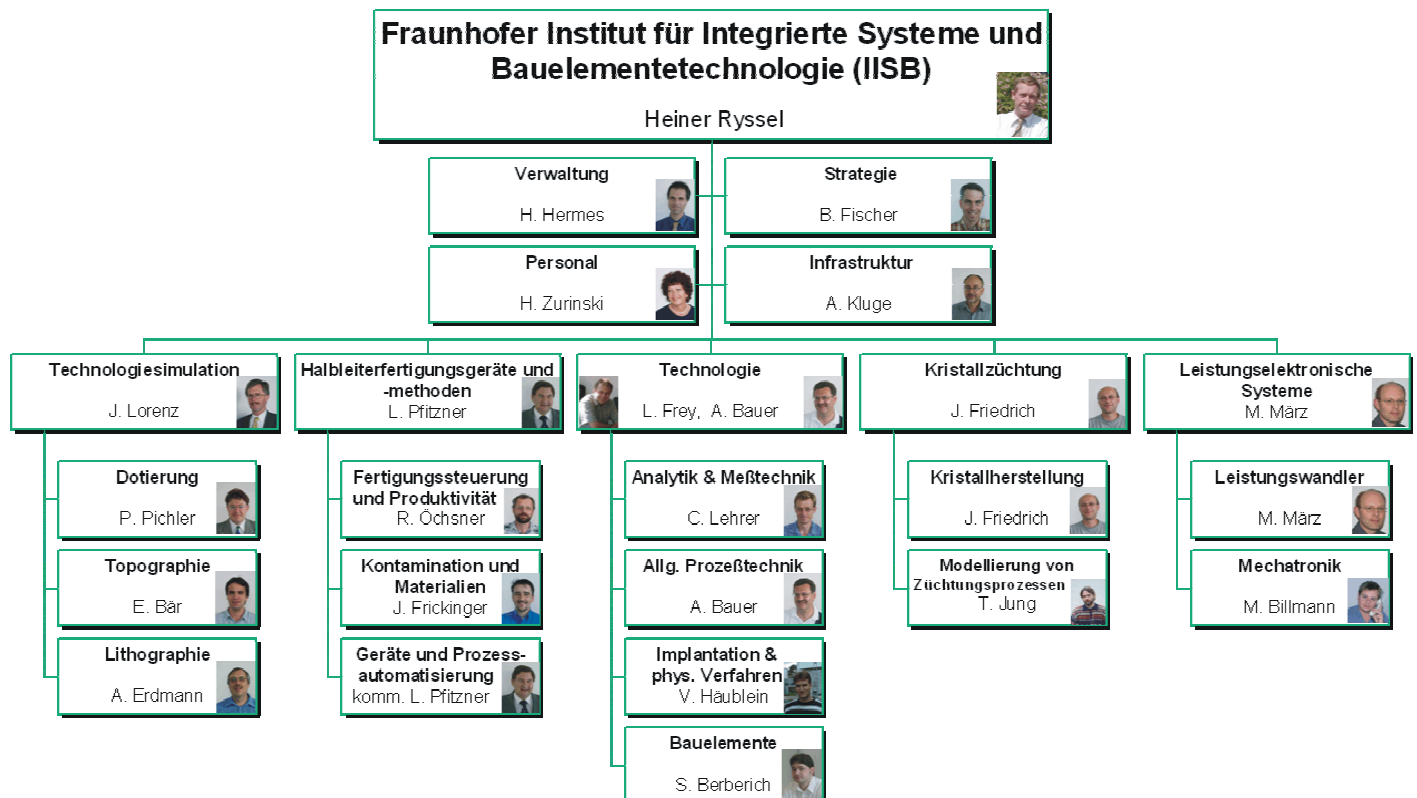 Fraunhofer Institut für Integrierte Systeme und
Bauelementetechnologie (IISB)
Heiner Ryssel
Verwaltung
H. Hermes
Strategie
B. Fischer
Personal
H. Zurinski
Infrastruktur
A. Kluge
Technologiesimulation
J. Lorenz
Halbleiterfertigungsgeräte und
-methoden
L. Pfitzner
Technologie
L. Frey, A. Bauer
Kristallzüchtung
J. Friedrich
Leistungselektronische
Systeme
M. März
Dotierung
P. Pichler
Topographie
E. Bär
Lithographie
A. Erdmann
Fertigungssteuerung
und Produktivität
R. Öchsner
Kontamination und
Materialien
J. Frickinger
Geräte und Prozess-
automatisierung
komm. L. Pfitzner
Analytik & Meßtechnik
C. Lehrer
Allg. Prozeßtechnik
A. Bauer
Implantation &
phys. Verfahren
V. Häublein
Bauelemente
S. Berberich
Kristallherstellung
J. Friedrich
Modellierung von
Züchtungsprozessen
T. Jung
Leistungswandler
M. März
Mechatronik
M. Billmann